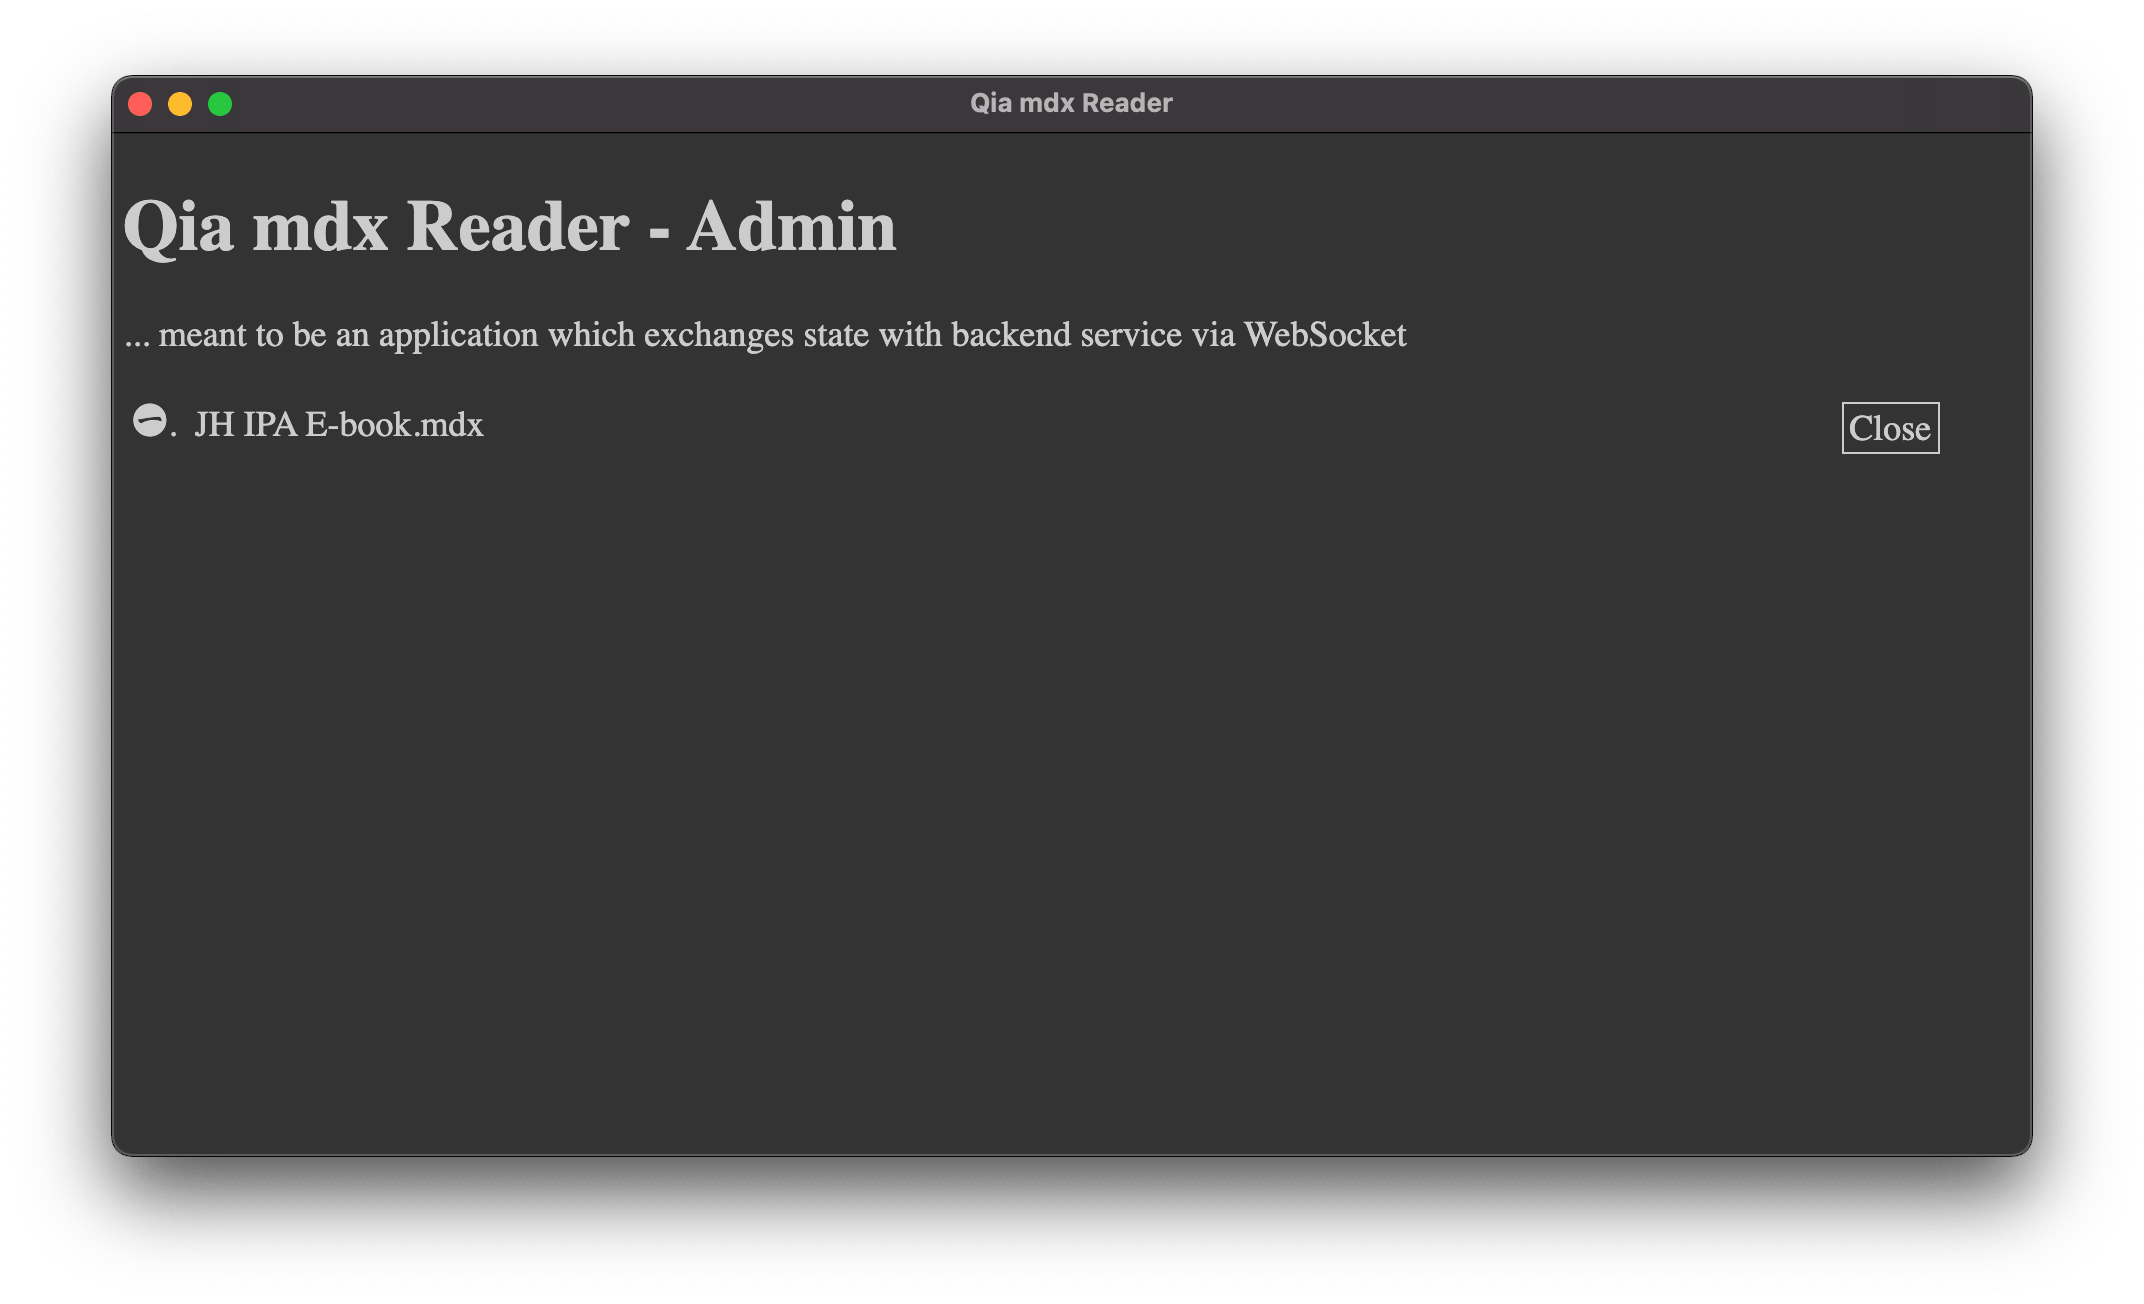 Qia mdx Reader
Qia mdx Reader - Admin
... meant to be an application which exchanges state with backend service via WebSocket
㊀. JH IPA E-book.mdx
Close